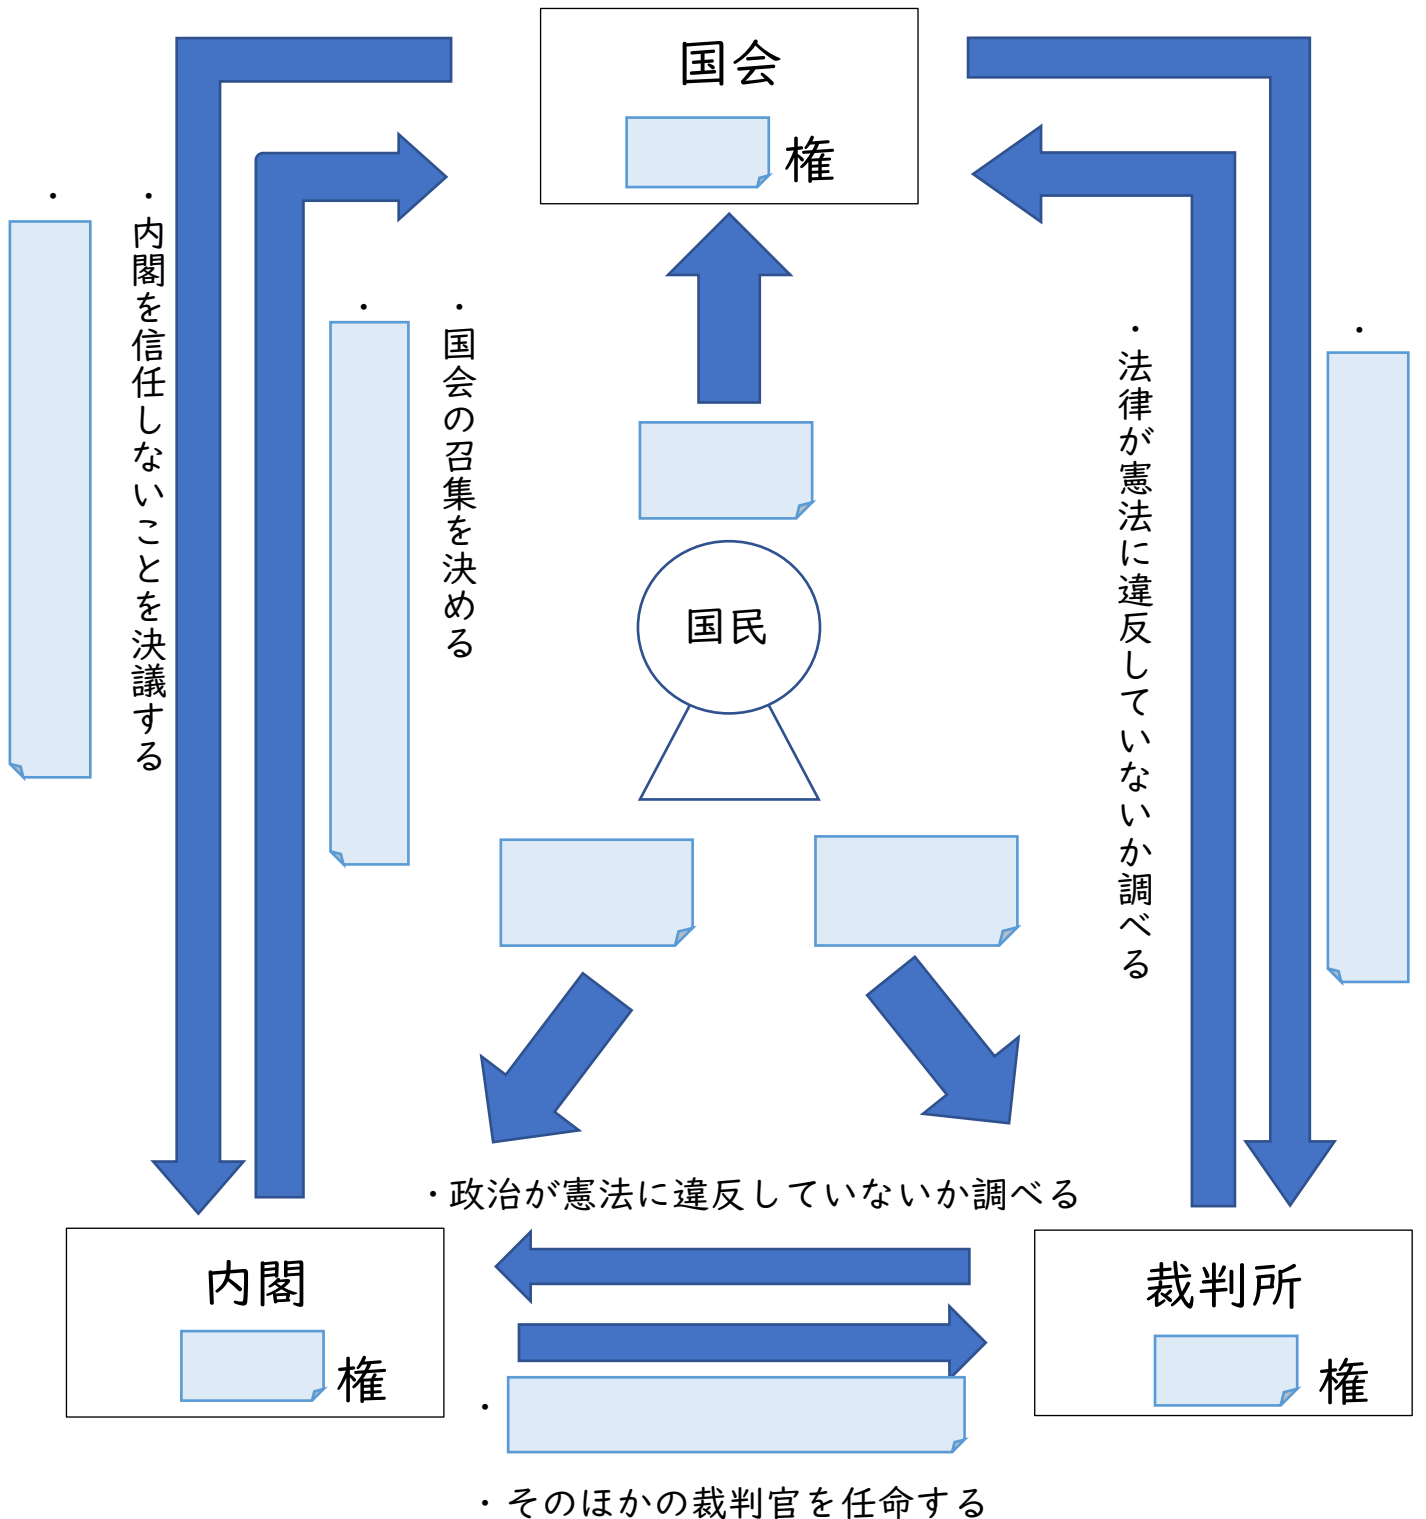 国会
権
・内閣を信任しないことを決議する
・
・国会の召集を決める
・
・
・法律が憲法に違反していないか調べる
国民
・政治が憲法に違反していないか調べる
内閣
権
裁判所
権
・
・そのほかの裁判官を任命する